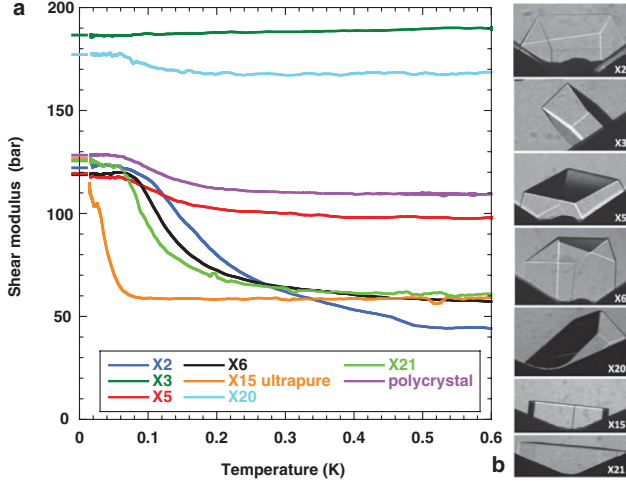 a
200
150
100
50
0
Shear modulus (bar)
X2
X3
X5
X6
X15 ultrapure
X20
X21
polycrystal
0
0.1
0.2
0.3
0.4
0.5
0.6
Temperature (K)
b
X2
X3
X5
X6
X20
X15
X21